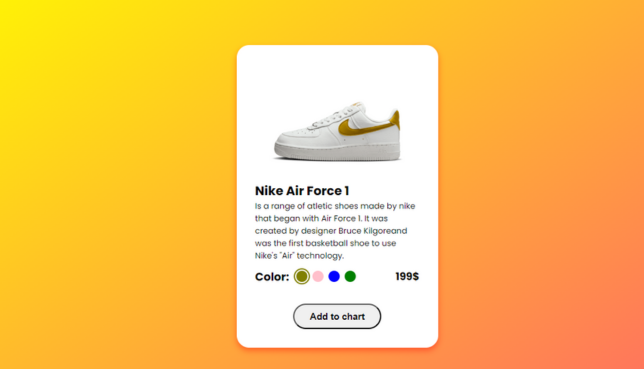 Nike Air Force 1
Is a range of atletic shoes made by nike
that began with Air Force 1. It was
created by designer Bruce Kilgoreand
was the first basketball shoe to use
Nike's "Air" technology.
Color: 199$
Add to chart